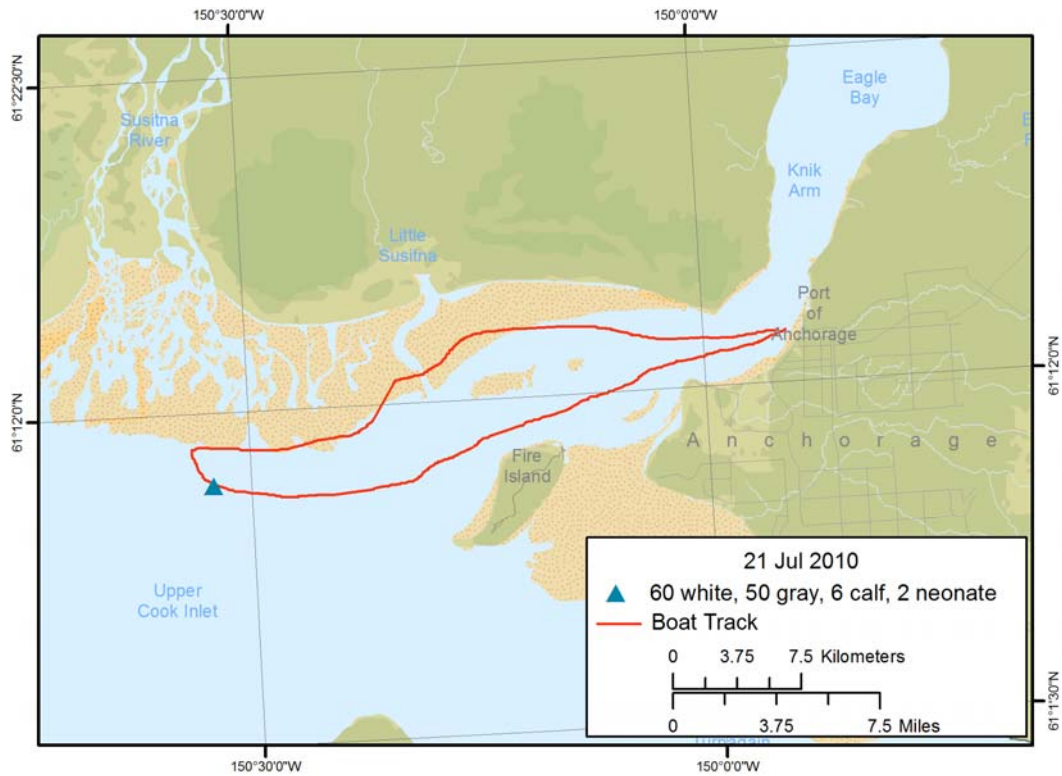 150°30'0"W
150°0'0"W
61°22'30"N
Eagle
Bay
Susitna
River
Knik
Arm
Little
Susitna
Port
of
Anchorage
61°12'0"N
61°12'0"N
Anchorage
Fire
Island
21 Jul 2010
60 white, 50 gray, 6 calf, 2 neonate
Upper
Cook Inlet
Boat Track
0 3.75 7.5 Kilometers
0 3.75 7.5 Miles
61°1'30"N
150°30'0"W
150°0'0"W